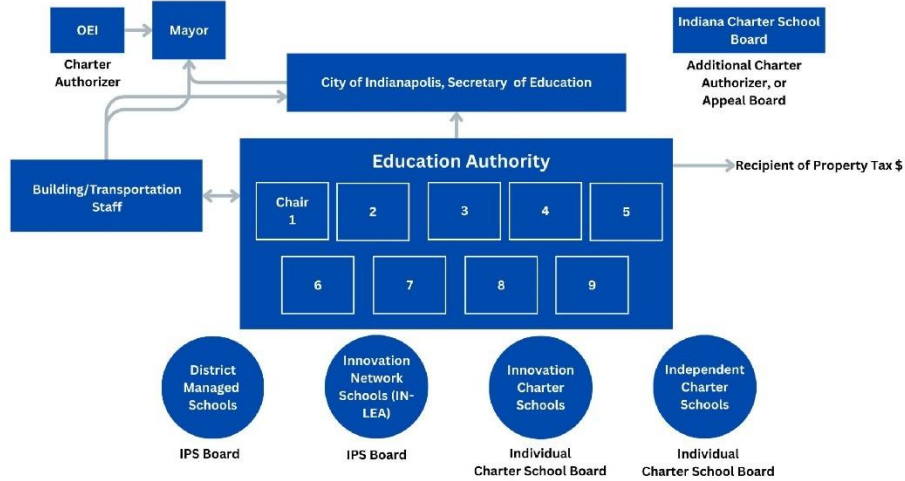 OEI
Charter
Authorizer
Mayor
Indiana Charter School
Board
Additional Charter
Authorizer, or
Appeal Board
City of Indianapolis, Secretary of Education
Building/Transportation
Staff
Education Authority
Chair
1
2
3
4
5
6
7
8
9
Recipient of Property Tax $
District
Managed
Schools
IPS Board
Innovation
Network
Schools (IN-
LEA)
IPS Board
Innovation
Charter
Schools
Individual
Charter School Board
Independent
Charter
Schools
Individual
Charter School Board